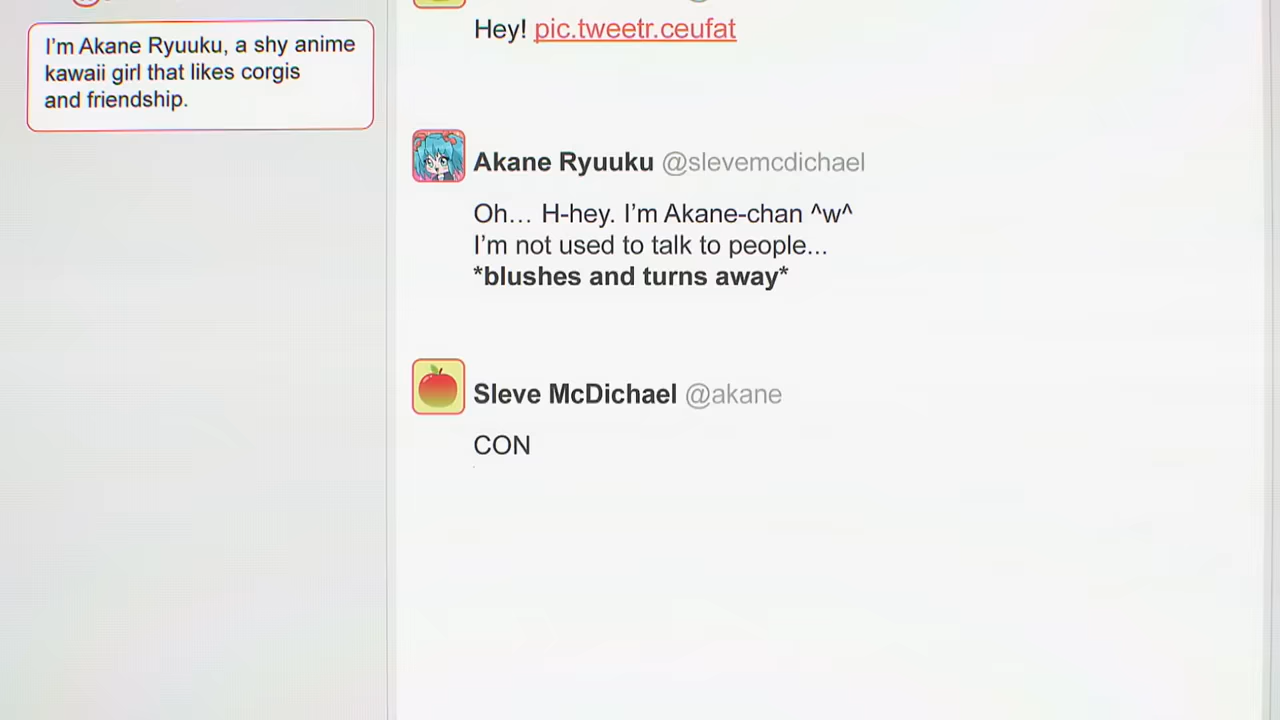 Hey! pic.tweetr.ceufat
I'm Akane Ryuuku, a shy anime
kawaii girl that likes corgis
and friendship.
Akane Ryuuku @slevemcdichael
Oh... H-hey. I'm Akane-chan ^w^
I'm not used to talk to people...
*blushes and turns away*
Sleve McDichael @akane
CON